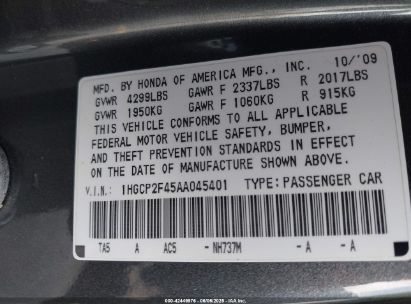 MFD. BY HONDA OF AMERICA MFG., INC. 10/'09
GVWR 4299LBS GAWR F 2337LBS R 2017LBS
GVWR 1950KG GAWR F 1060KG R 915KG
THIS VEHICLE CONFORMS TO ALL APPLICABLE
FEDERAL MOTOR VEHICLE SAFETY, BUMPER,
AND THEFT PREVENTION STANDARDS IN EFFECT
ON THE DATE OF MANUFACTURE SHOWN ABOVE.
V.I.N.: 1HGCP2F45AA045401 TYPE: PASSENGER CAR
TA5 A AC5 - NH737M - A - A